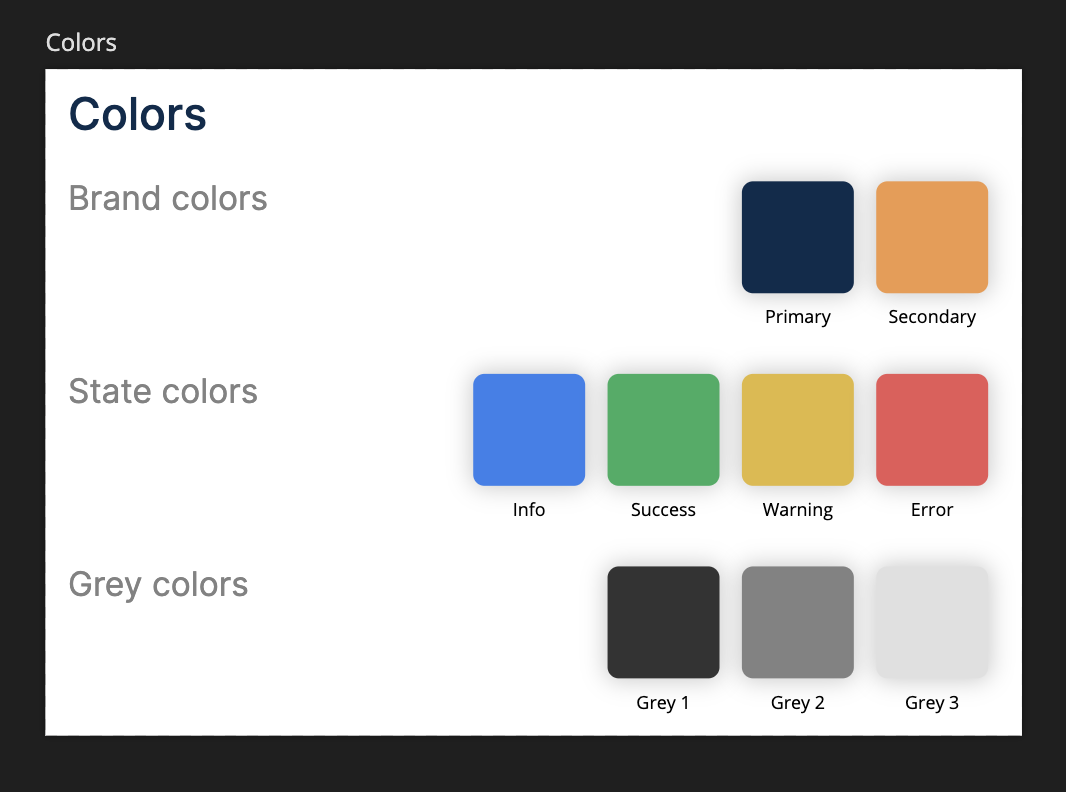 Colors
Colors
Brand colors
Primary
Secondary
State colors
Info
Success
Warning
Error
Grey colors
Grey 1
Grey 2
Grey 3